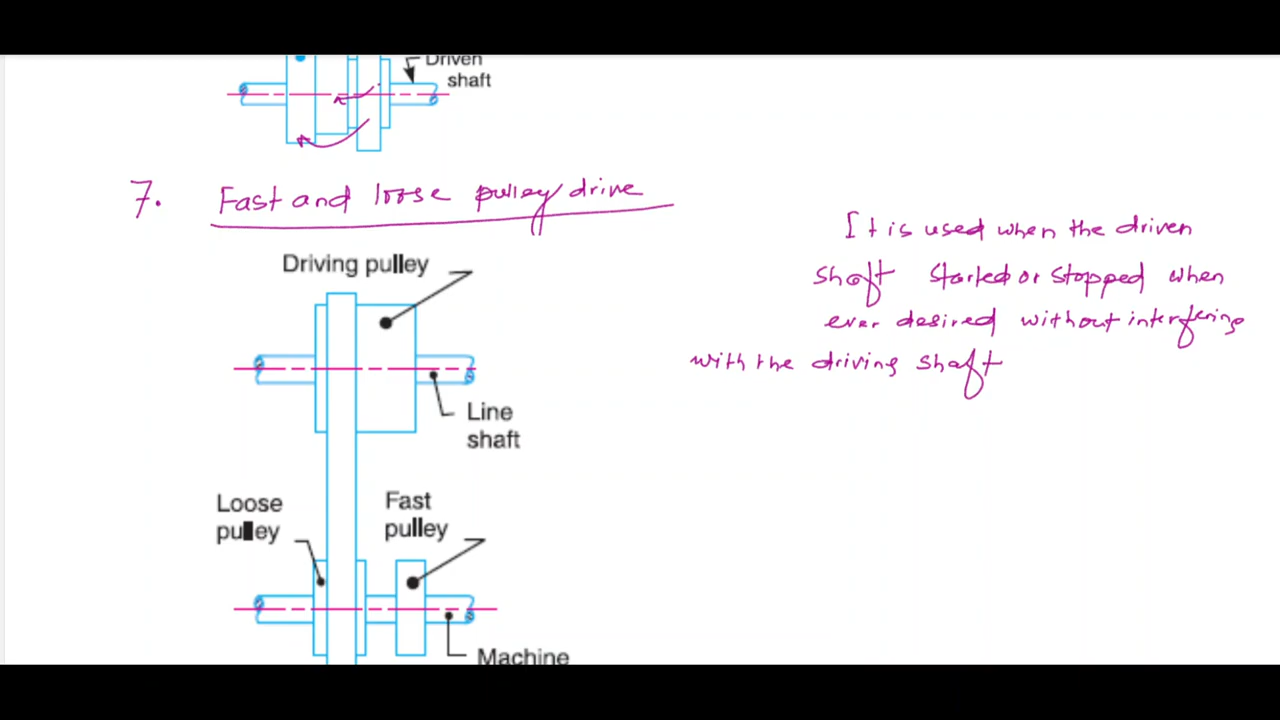 Driven
shaft
7. Fast and loose pulley drive
Driving pulley
It is used when the driven
shaft started or stopped when
ever desired without interfering
with the driving shaft
Line
shaft
Loose
pulley
Fast
pulley
Machine